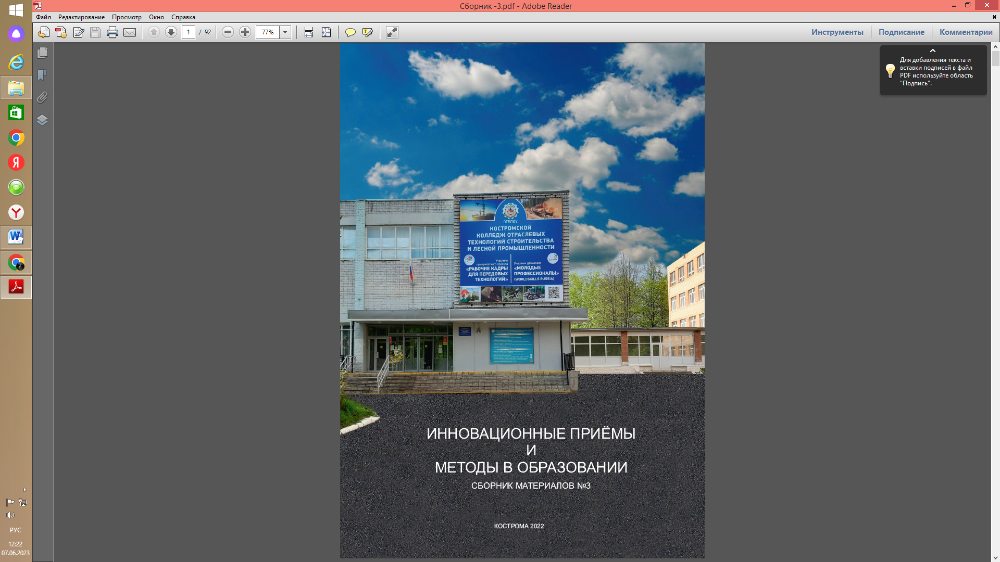 Сборник -3.pdf - Adobe Reader
Файл Редактирование Просмотр Окно Справка
1 / 92
77%
Инструменты Подписание Комментарии
Для добавления текста и
вставки подписей в файл
PDF используйте область
"Подпись".
ОГБПОУ
КОСТРОМСКОЙ
КОЛЛЕДЖ ОТРАСЛЕВЫХ
ТЕХНОЛОГИЙ СТРОИТЕЛЬСТВА
И ЛЕСНОЙ ПРОМЫШЛЕННОСТИ
Участник
приоритетного проекта
«РАБОЧИЕ КАДРЫ
ДЛЯ ПЕРЕДОВЫХ
ТЕХНОЛОГИЙ»
Участник движения
«МОЛОДЫЕ
ПРОФЕССИОНАЛЫ»
(WORLDSKILLS RUSSIA)
ИННОВАЦИОННЫЕ ПРИЁМЫ
И
МЕТОДЫ В ОБРАЗОВАНИИ
СБОРНИК МАТЕРИАЛОВ №3
КОСТРОМА 2022
РУС
12:22
07.06.2023